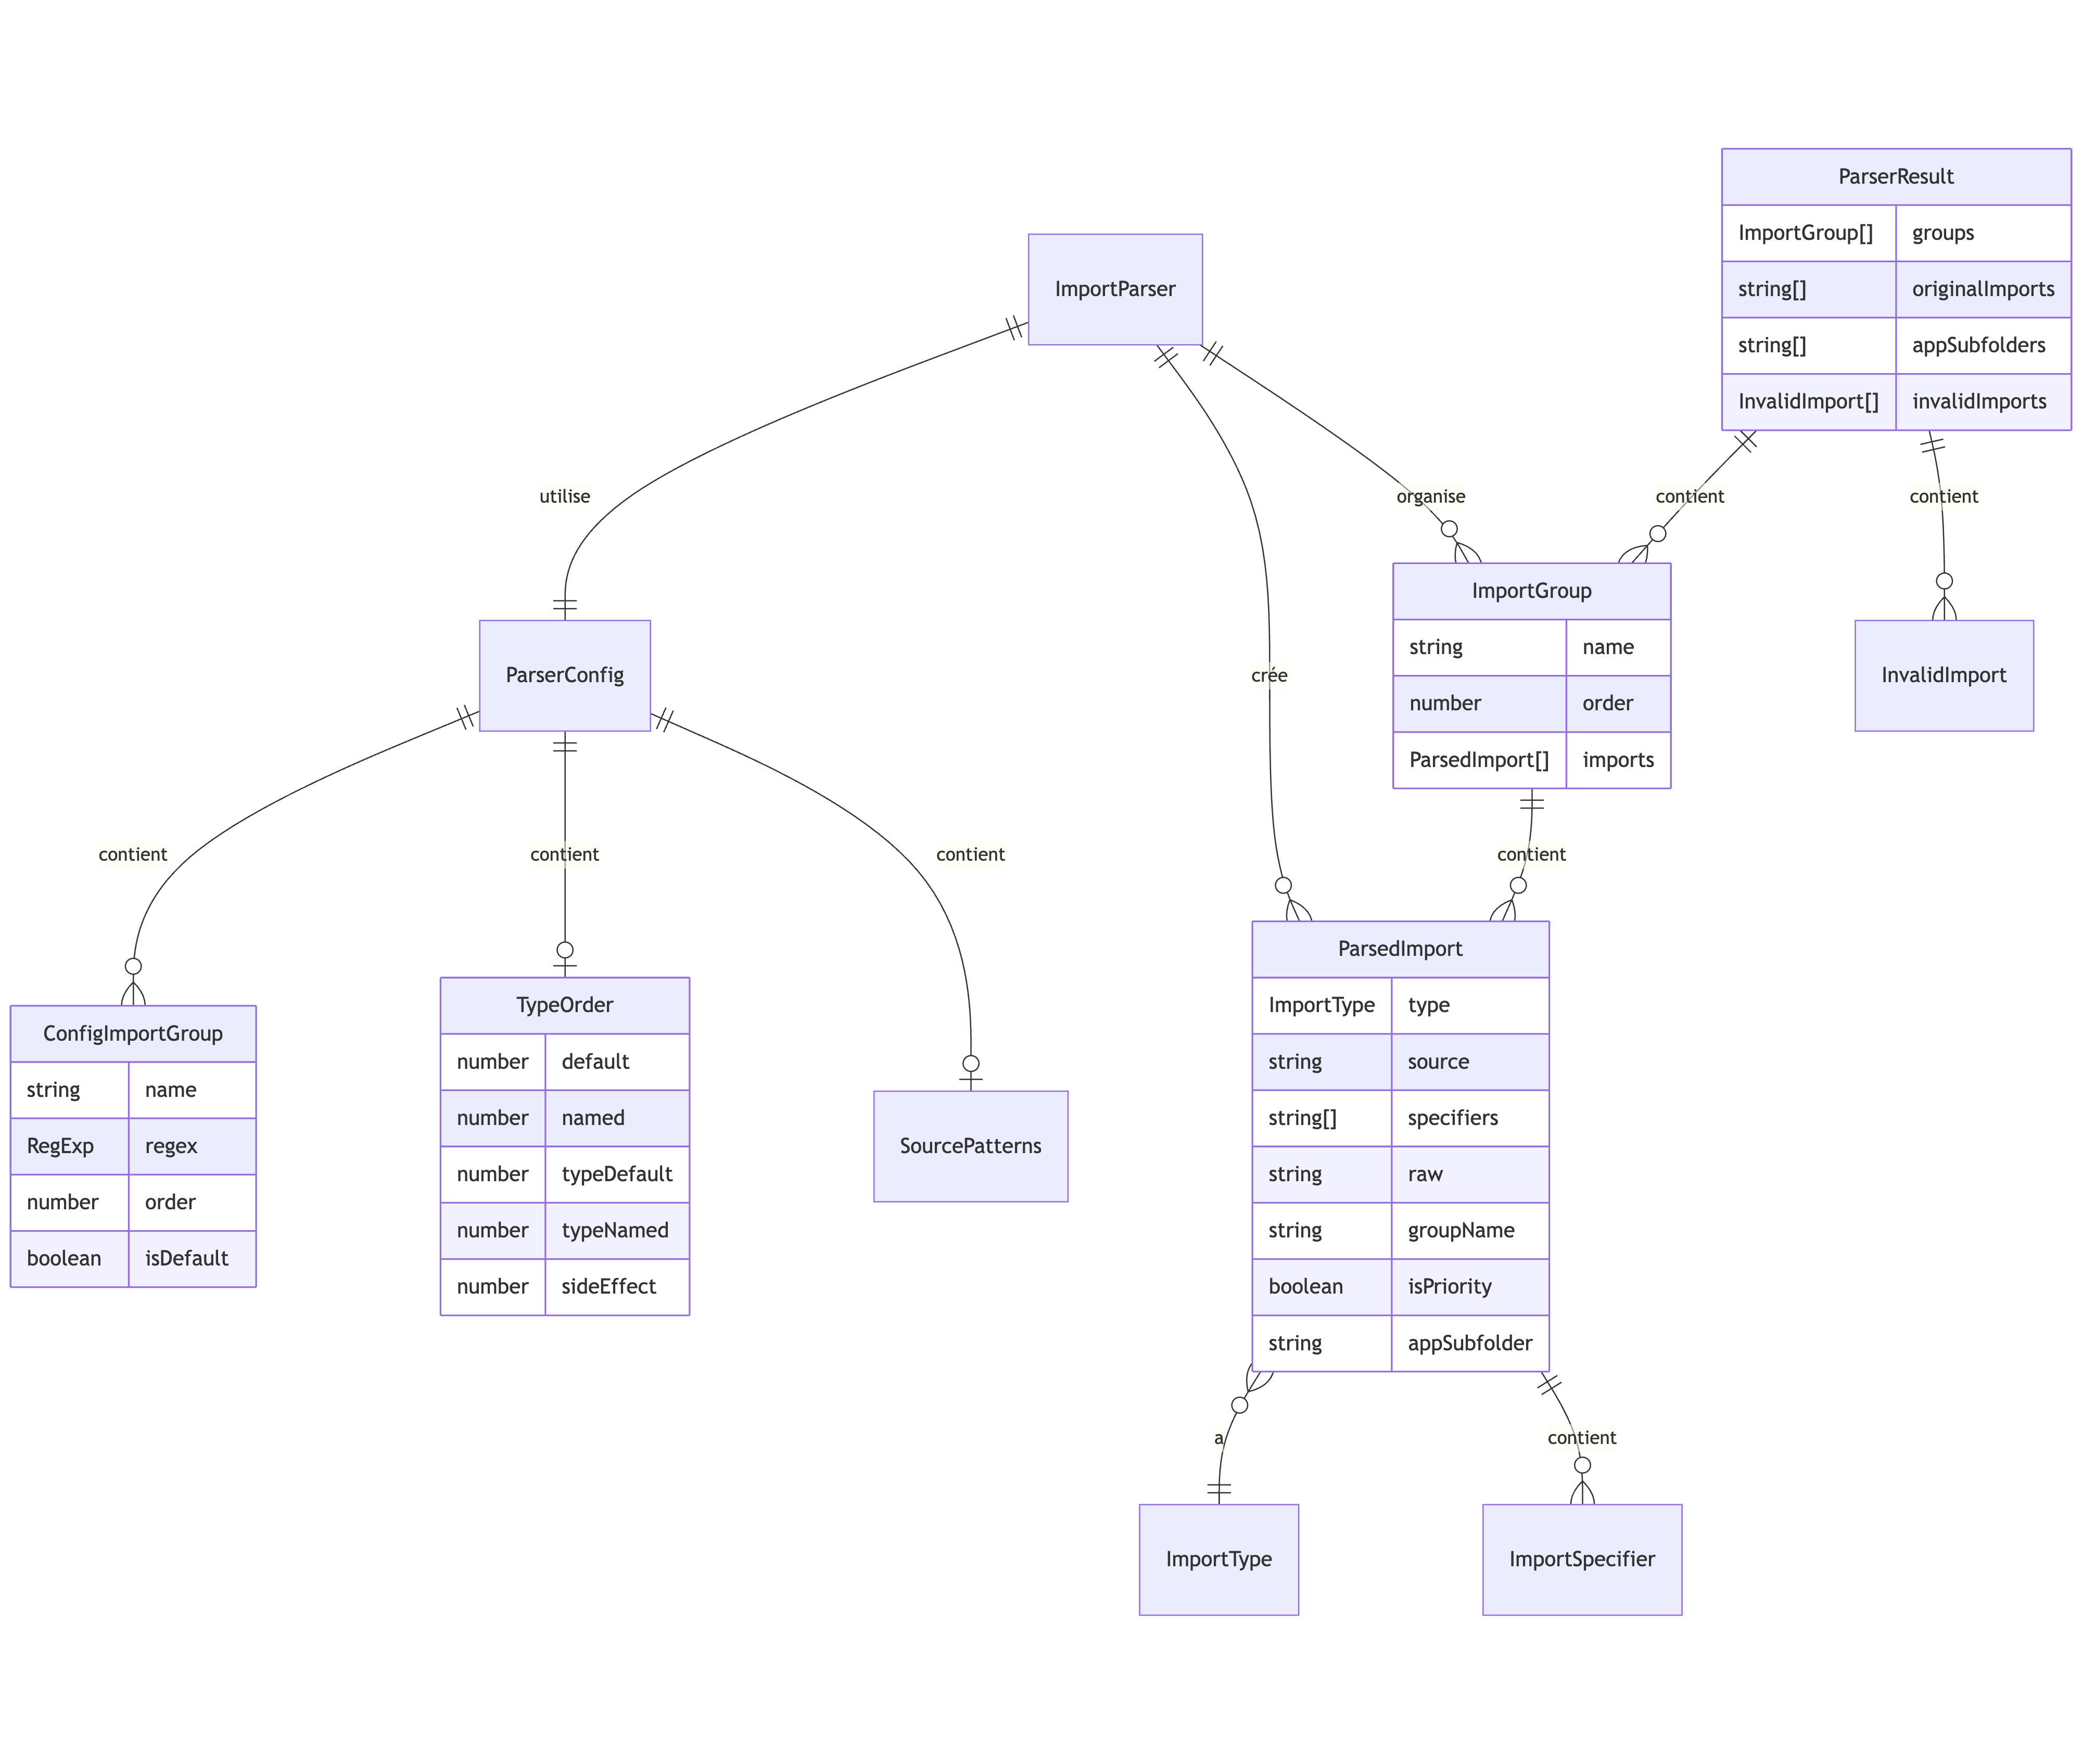 ParserResult
ImportGroup[] groups
string[] originalImports
string[] appSubfolders
InvalidImport[] invalidImports
ImportParser
utilise
organise
contient
contient
ImportGroup
string name
number order
ParsedImport[] imports
ParserConfig
crée
InvalidImport
contient
contient
contient
contient
ParsedImport
ImportType type
string source
string[] specifiers
string raw
string groupName
boolean isPriority
string appSubfolder
ConfigImportGroup
string name
RegExp regex
number order
boolean isDefault
TypeOrder
number default
number named
number typeDefault
number typeNamed
number sideEffect
SourcePatterns
a
contient
ImportType
ImportSpecifier